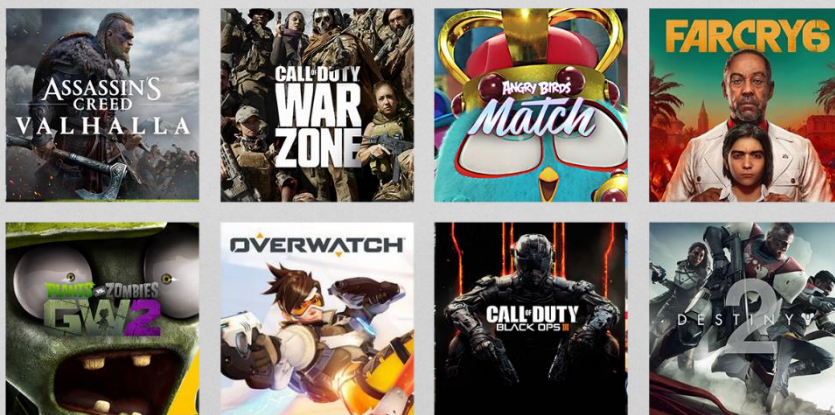 ASSASSIN'S
CREED
VALHALLA
CALL OF DUTY
WAR
ZONE
ANGRY BIRDS
Match
FARCRY6
PLANTS vs. ZOMBIES
GW2
OVERWATCH
CALL OF DUTY
BLACK OPS III
DESTINY
2